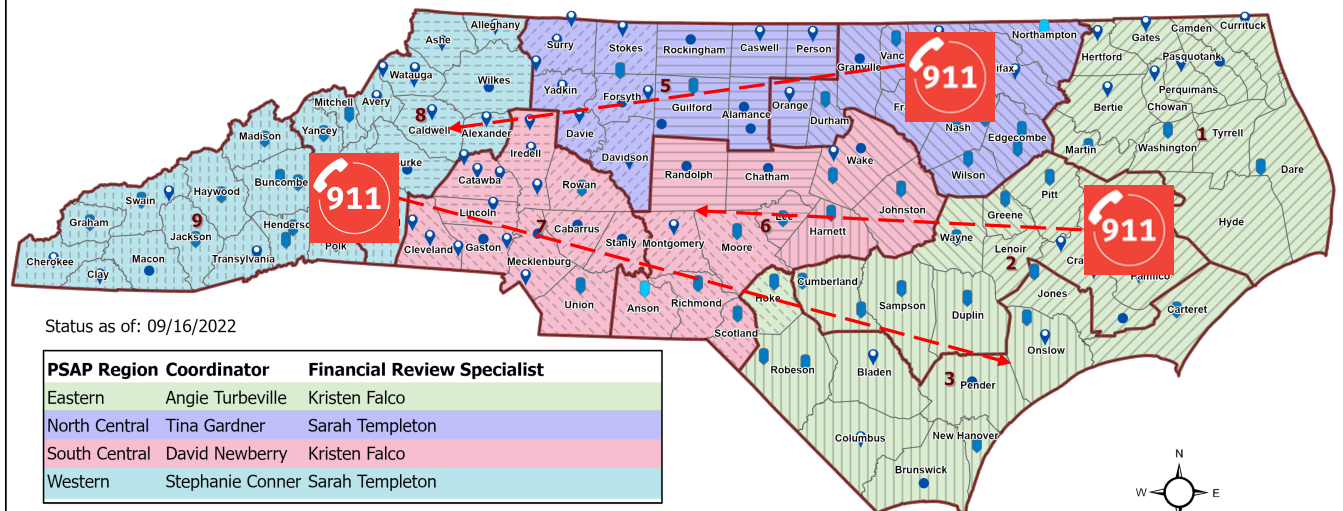 Alleghany
Camden
Currituck
Gates
Ashe
Surry
Stokes
Rockingham
Caswell
Person
Northampton
Hertford
Pasquotank
Granville
Vanc
911
ifax
Watauga
Wilkes
Yadkin
Forsyth
5
Guilford
Orange
Durham
Bertie
Perquimans
Chowan
Mitchell
Avery
8
Caldwell
Alexander
Davie
Alamance
Fra
Nash
Edgecombe
1
Tyrrell
Madison
Yancey
Iredell
Davidson
Wake
Martin
Washington
Dare
urke
Catawba
Rowan
Randolph
Chatham
Wilson
Pitt
Swain
Haywood
Buncombe
911
Lincoln
Johnston
Greene
911
Hyde
Graham
9
Jackson
Henders
Polk
Cleveland
Gaston
7
Cabarrus
Stanly
Montgomery
Moore
6
Lee
Harnett
Wayne
Lenoir
2
Cra
Cherokee
Clay
Macon
Transylvania
Mecklenburg
Pamlico
Union
Anson
Richmond
Hoke
Cumberland
Sampson
Duplin
Jones
Carteret
Scotland
Onslow
Robeson
Bladen
3
Pender
Columbus
New Hanover
Brunswick
Status as of: 09/16/2022
PSAP Region Coordinator Financial Review Specialist
Eastern Angie Turbeville Kristen Falco
North Central Tina Gardner Sarah Templeton
South Central David Newberry Kristen Falco
Western Stephanie Conner Sarah Templeton
N
W E